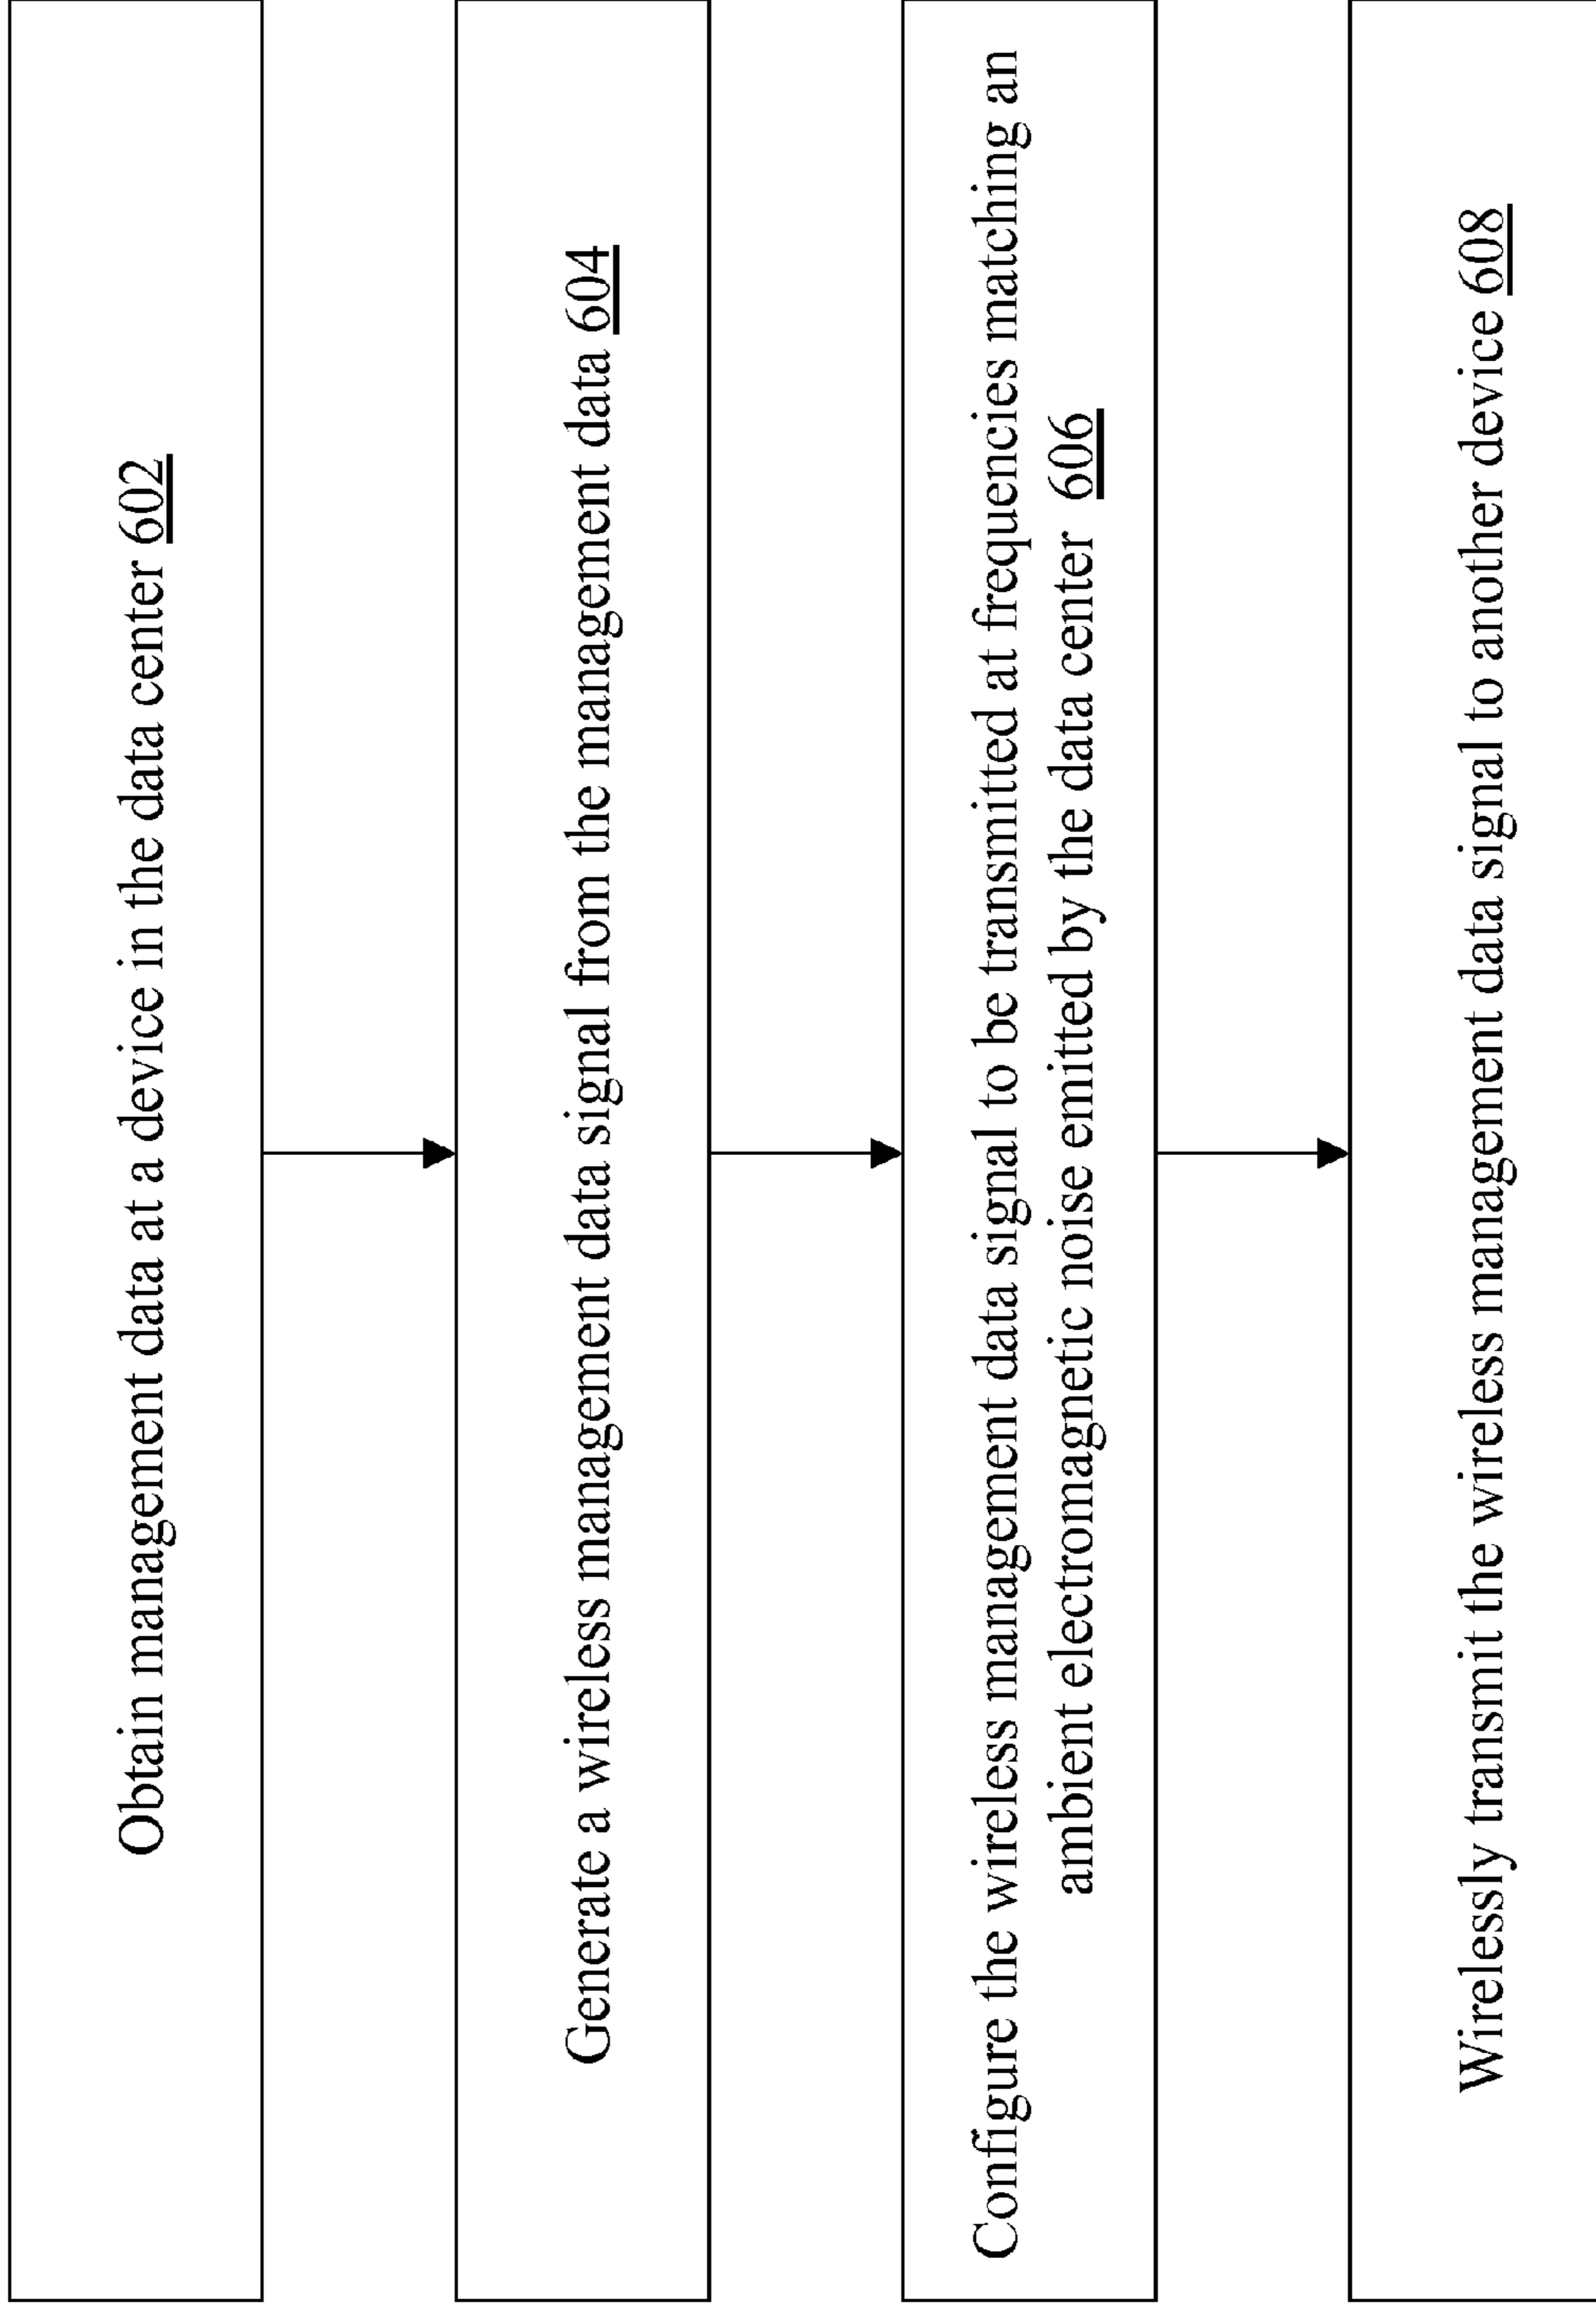 Obtain management data at a device in the data center 602
Generate a wireless management data signal from the management data 604
Configure the wireless management data signal to be transmitted at frequencies matching an
ambient electromagnetic noise emitted by the data center 606
Wirelessly transmit the wireless management data signal to another device 608